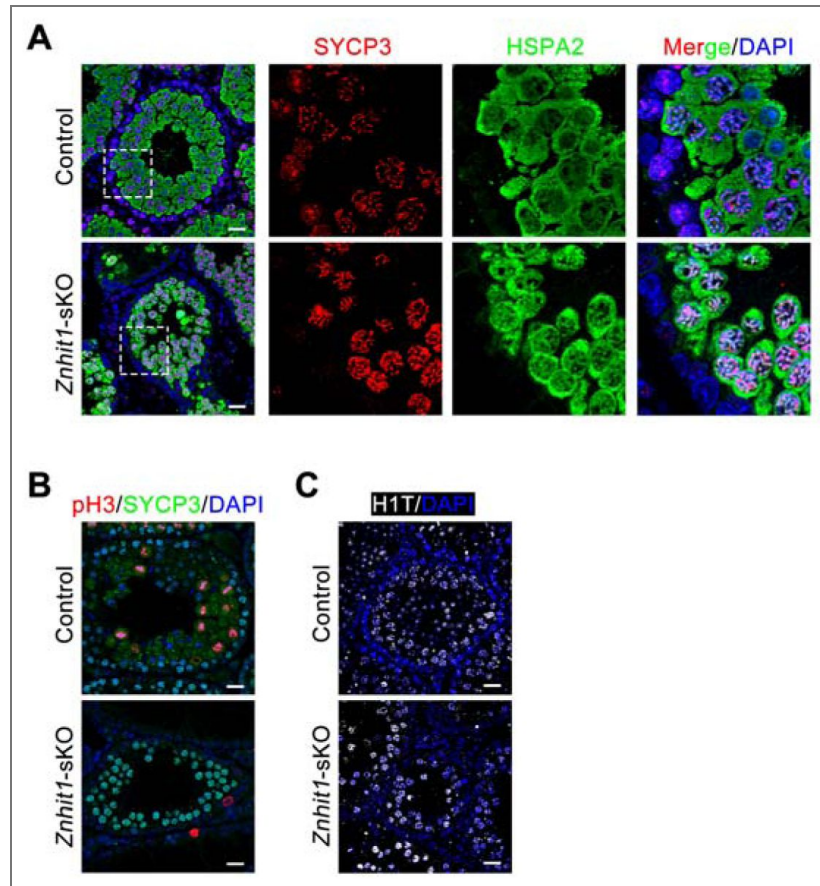 A
SYCP3 HSPA2 Merge/DAPI
Control
Znhit1-sKO
B C
pH3/SYCP3/DAPI H1T/DAPI
Control Control
Znhit1-sKO Znhit1-sKO